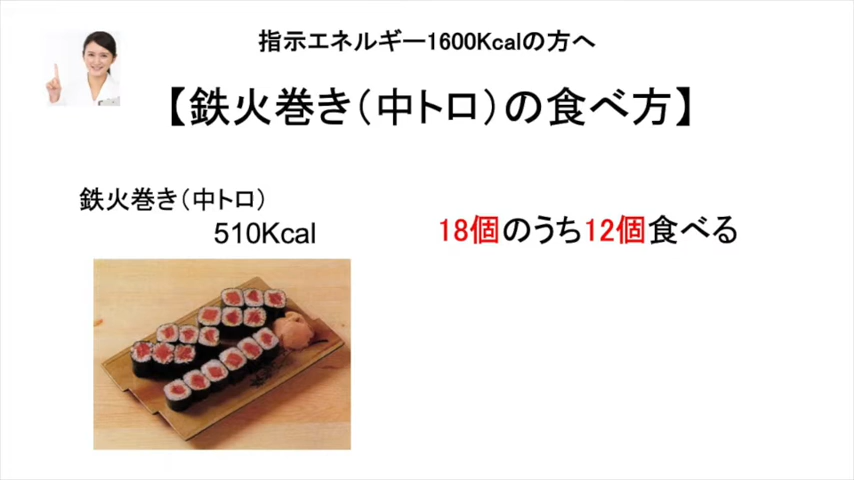 指示エネルギー1600Kcalの方へ
【鉄火巻き(中トロ)の食べ方】
鉄火巻き(中トロ)
510Kcal
18個のうち12個食べる